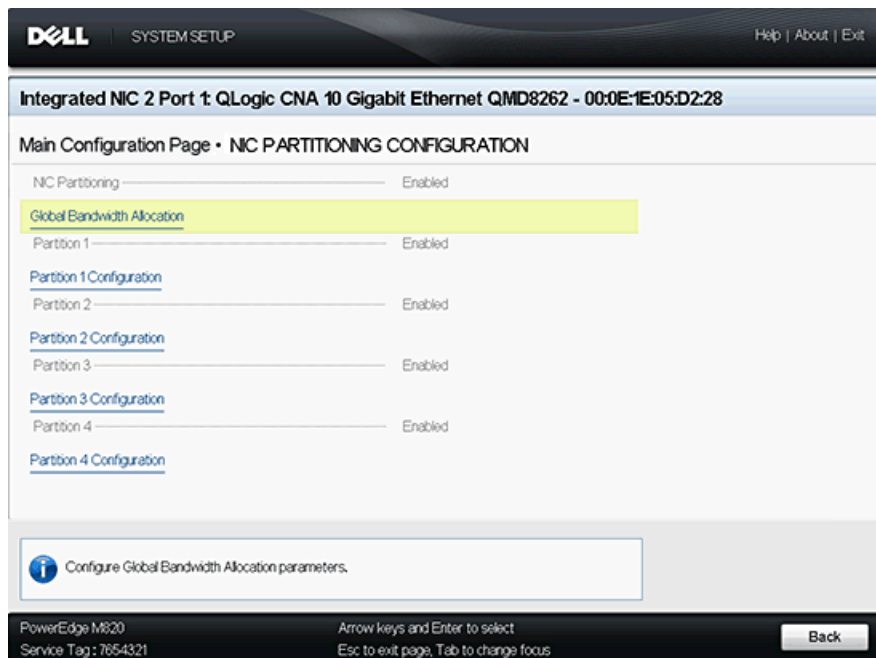 DELL SYSTEM SETUP Help | About | Exit
Integrated NIC 2 Port 1: QLogic CNA 10 Gigabit Ethernet QMD8262 - 00:0E:1E:05:D2:28
Main Configuration Page • NIC PARTITIONING CONFIGURATION
NIC Partitioning Enabled
Global Bandwidth Allocation
Partition 1 Enabled
Partition 1 Configuration
Partition 2 Enabled
Partition 2 Configuration
Partition 3 Enabled
Partition 3 Configuration
Partition 4 Enabled
Partition 4 Configuration
Configure Global Bandwidth Allocation parameters.
PowerEdge M820 Arrow keys and Enter to select
Service Tag : 7654321 Esc to exit page, Tab to change focus
Back